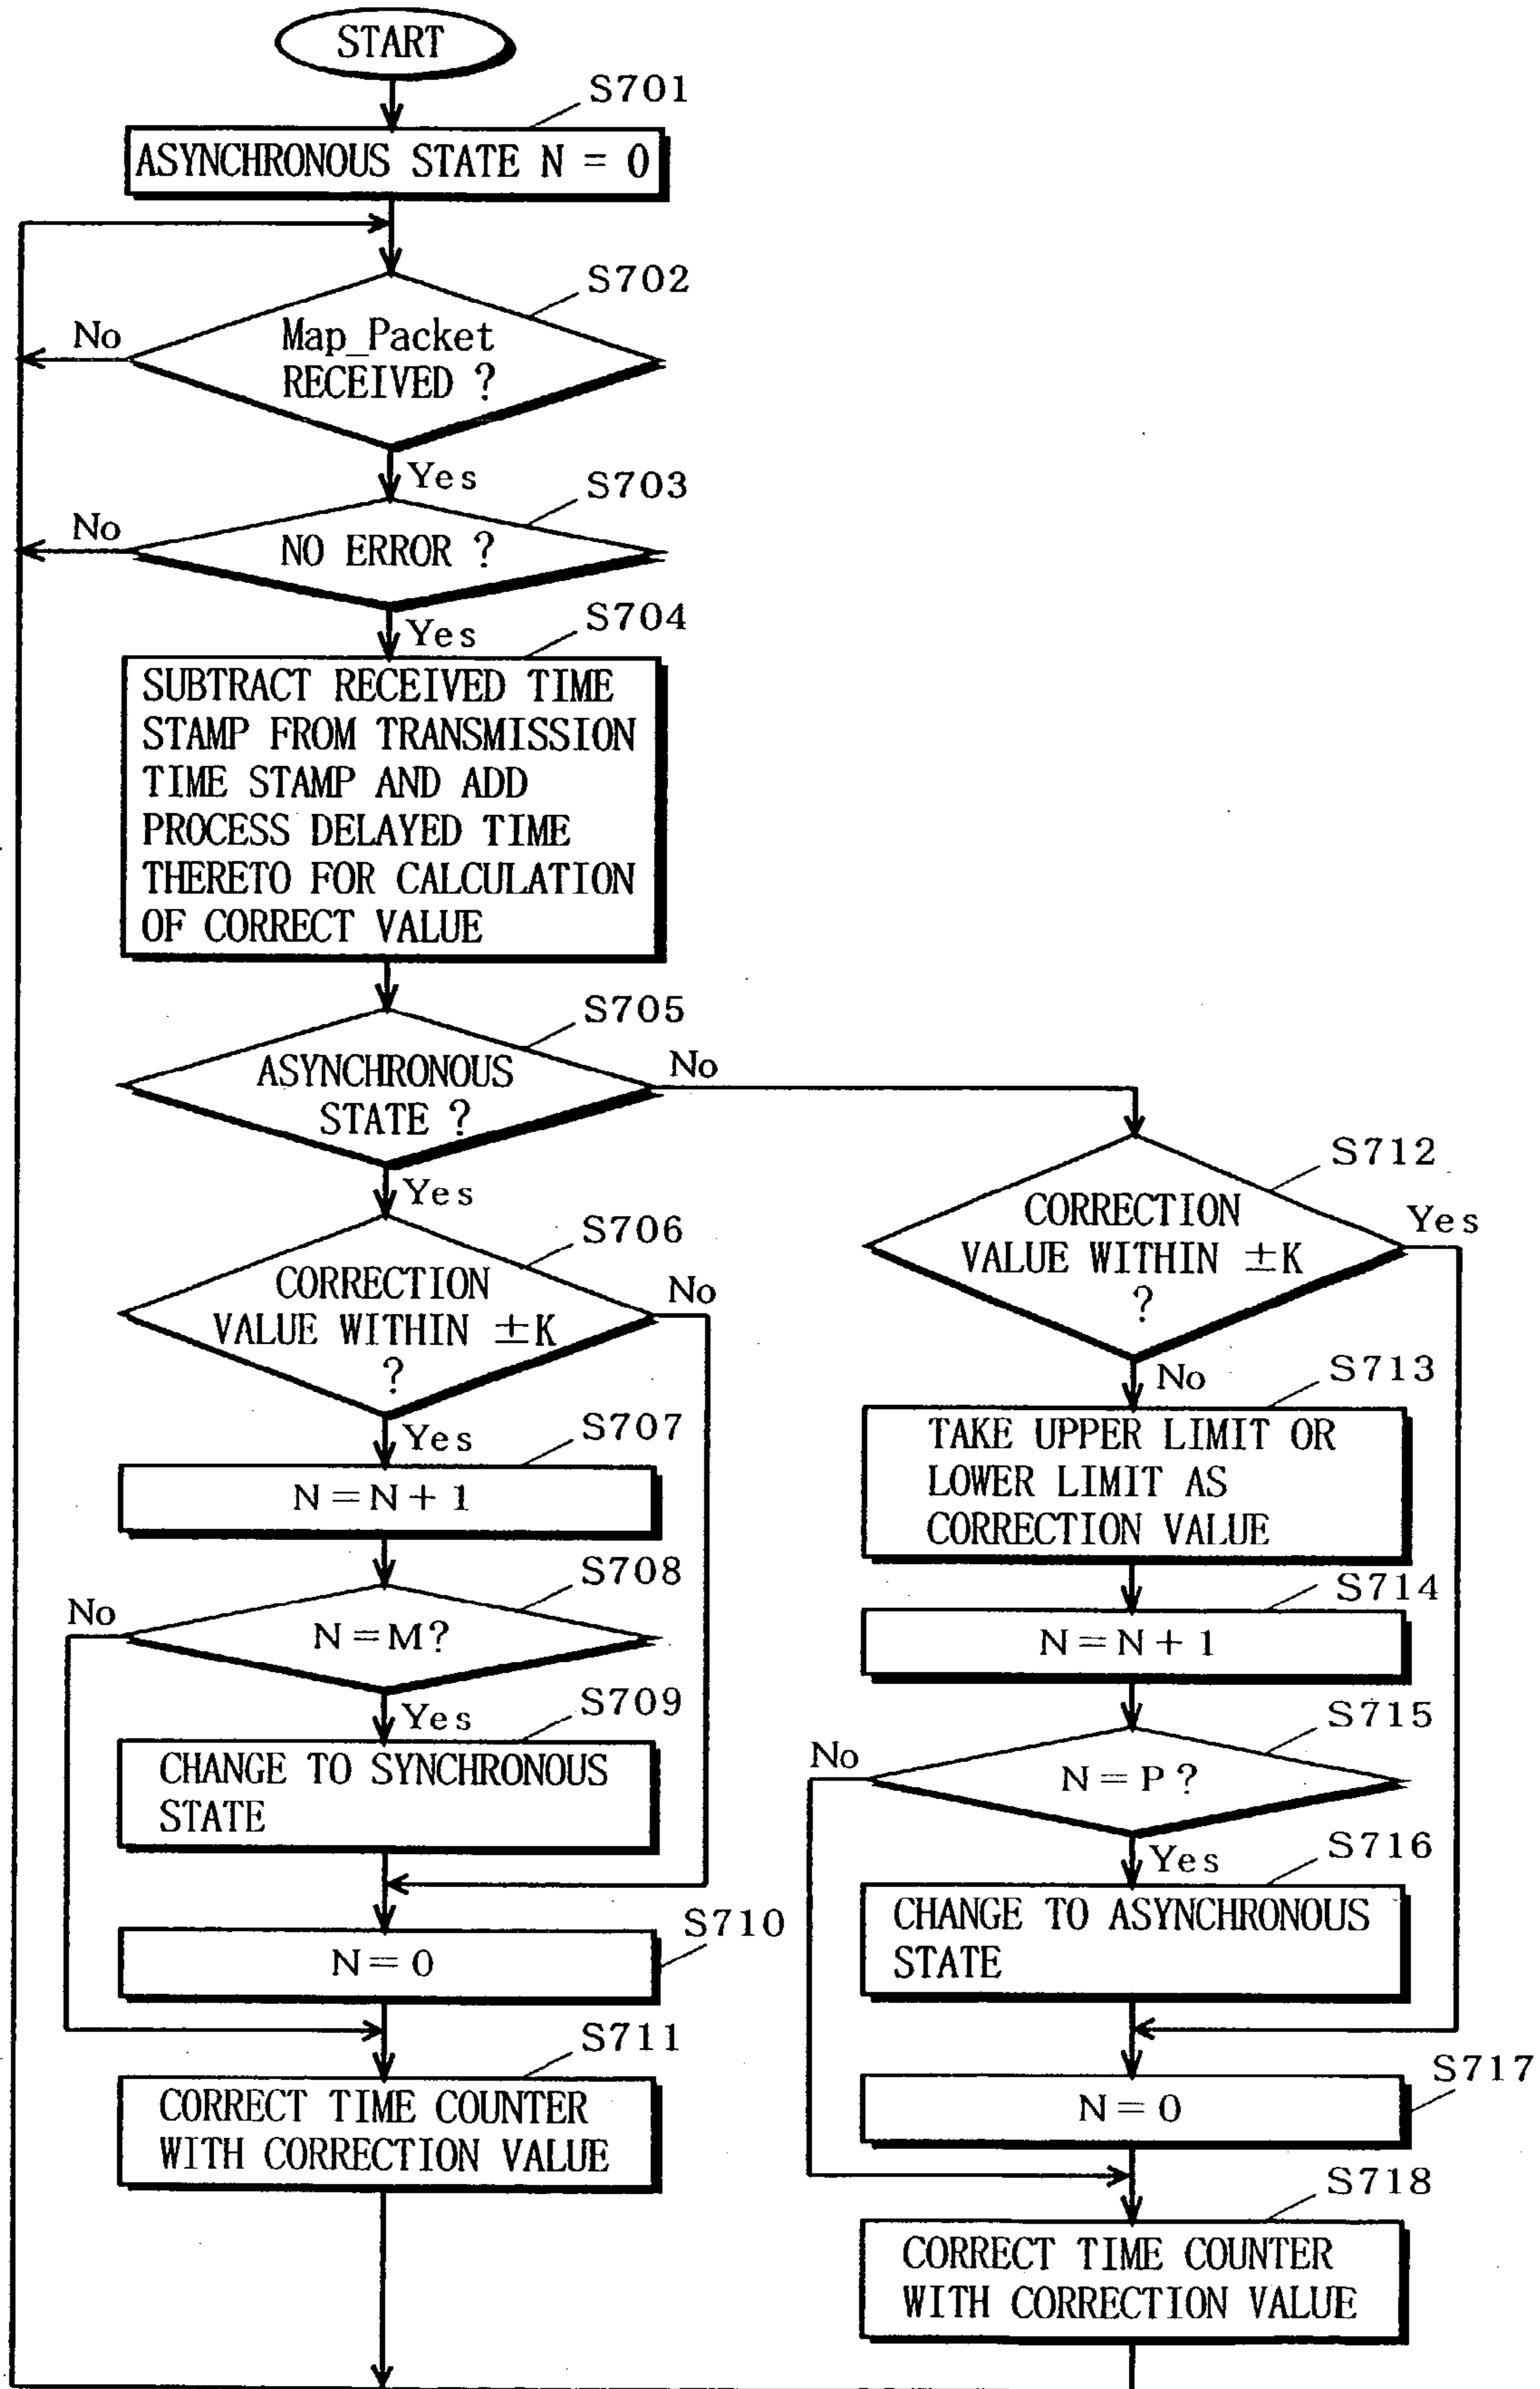 START
S701
ASYNCHRONOUS STATE N = 0
S702
Map_Packet
RECEIVED ?
No
Yes
S703
NO ERROR ?
No
Yes
S704
SUBTRACT RECEIVED TIME
STAMP FROM TRANSMISSION
TIME STAMP AND ADD
PROCESS DELAYED TIME
THERETO FOR CALCULATION
OF CORRECT VALUE
S705
ASYNCHRONOUS
STATE ?
No
Yes
S706
CORRECTION
VALUE WITHIN ±K
?
No
Yes
S707
N=N+1
S708
N=M?
No
Yes
S709
CHANGE TO SYNCHRONOUS
STATE
S710
N=0
S711
CORRECT TIME COUNTER
WITH CORRECTION VALUE
S712
CORRECTION
VALUE WITHIN ±K
?
Yes
No
S713
TAKE UPPER LIMIT OR
LOWER LIMIT AS
CORRECTION VALUE
S714
N=N+1
S715
N=P?
No
Yes
S716
CHANGE TO ASYNCHRONOUS
STATE
S717
N=0
S718
CORRECT TIME COUNTER
WITH CORRECTION VALUE